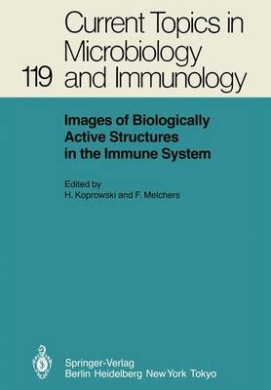 Current Topics in
Microbiology
119 and Immunology
Images of Biologically
Active Structures
in the Immune System
Edited by
H. Koprowski and F. Melchers
Springer-Verlag
Berlin Heidelberg New York Tokyo